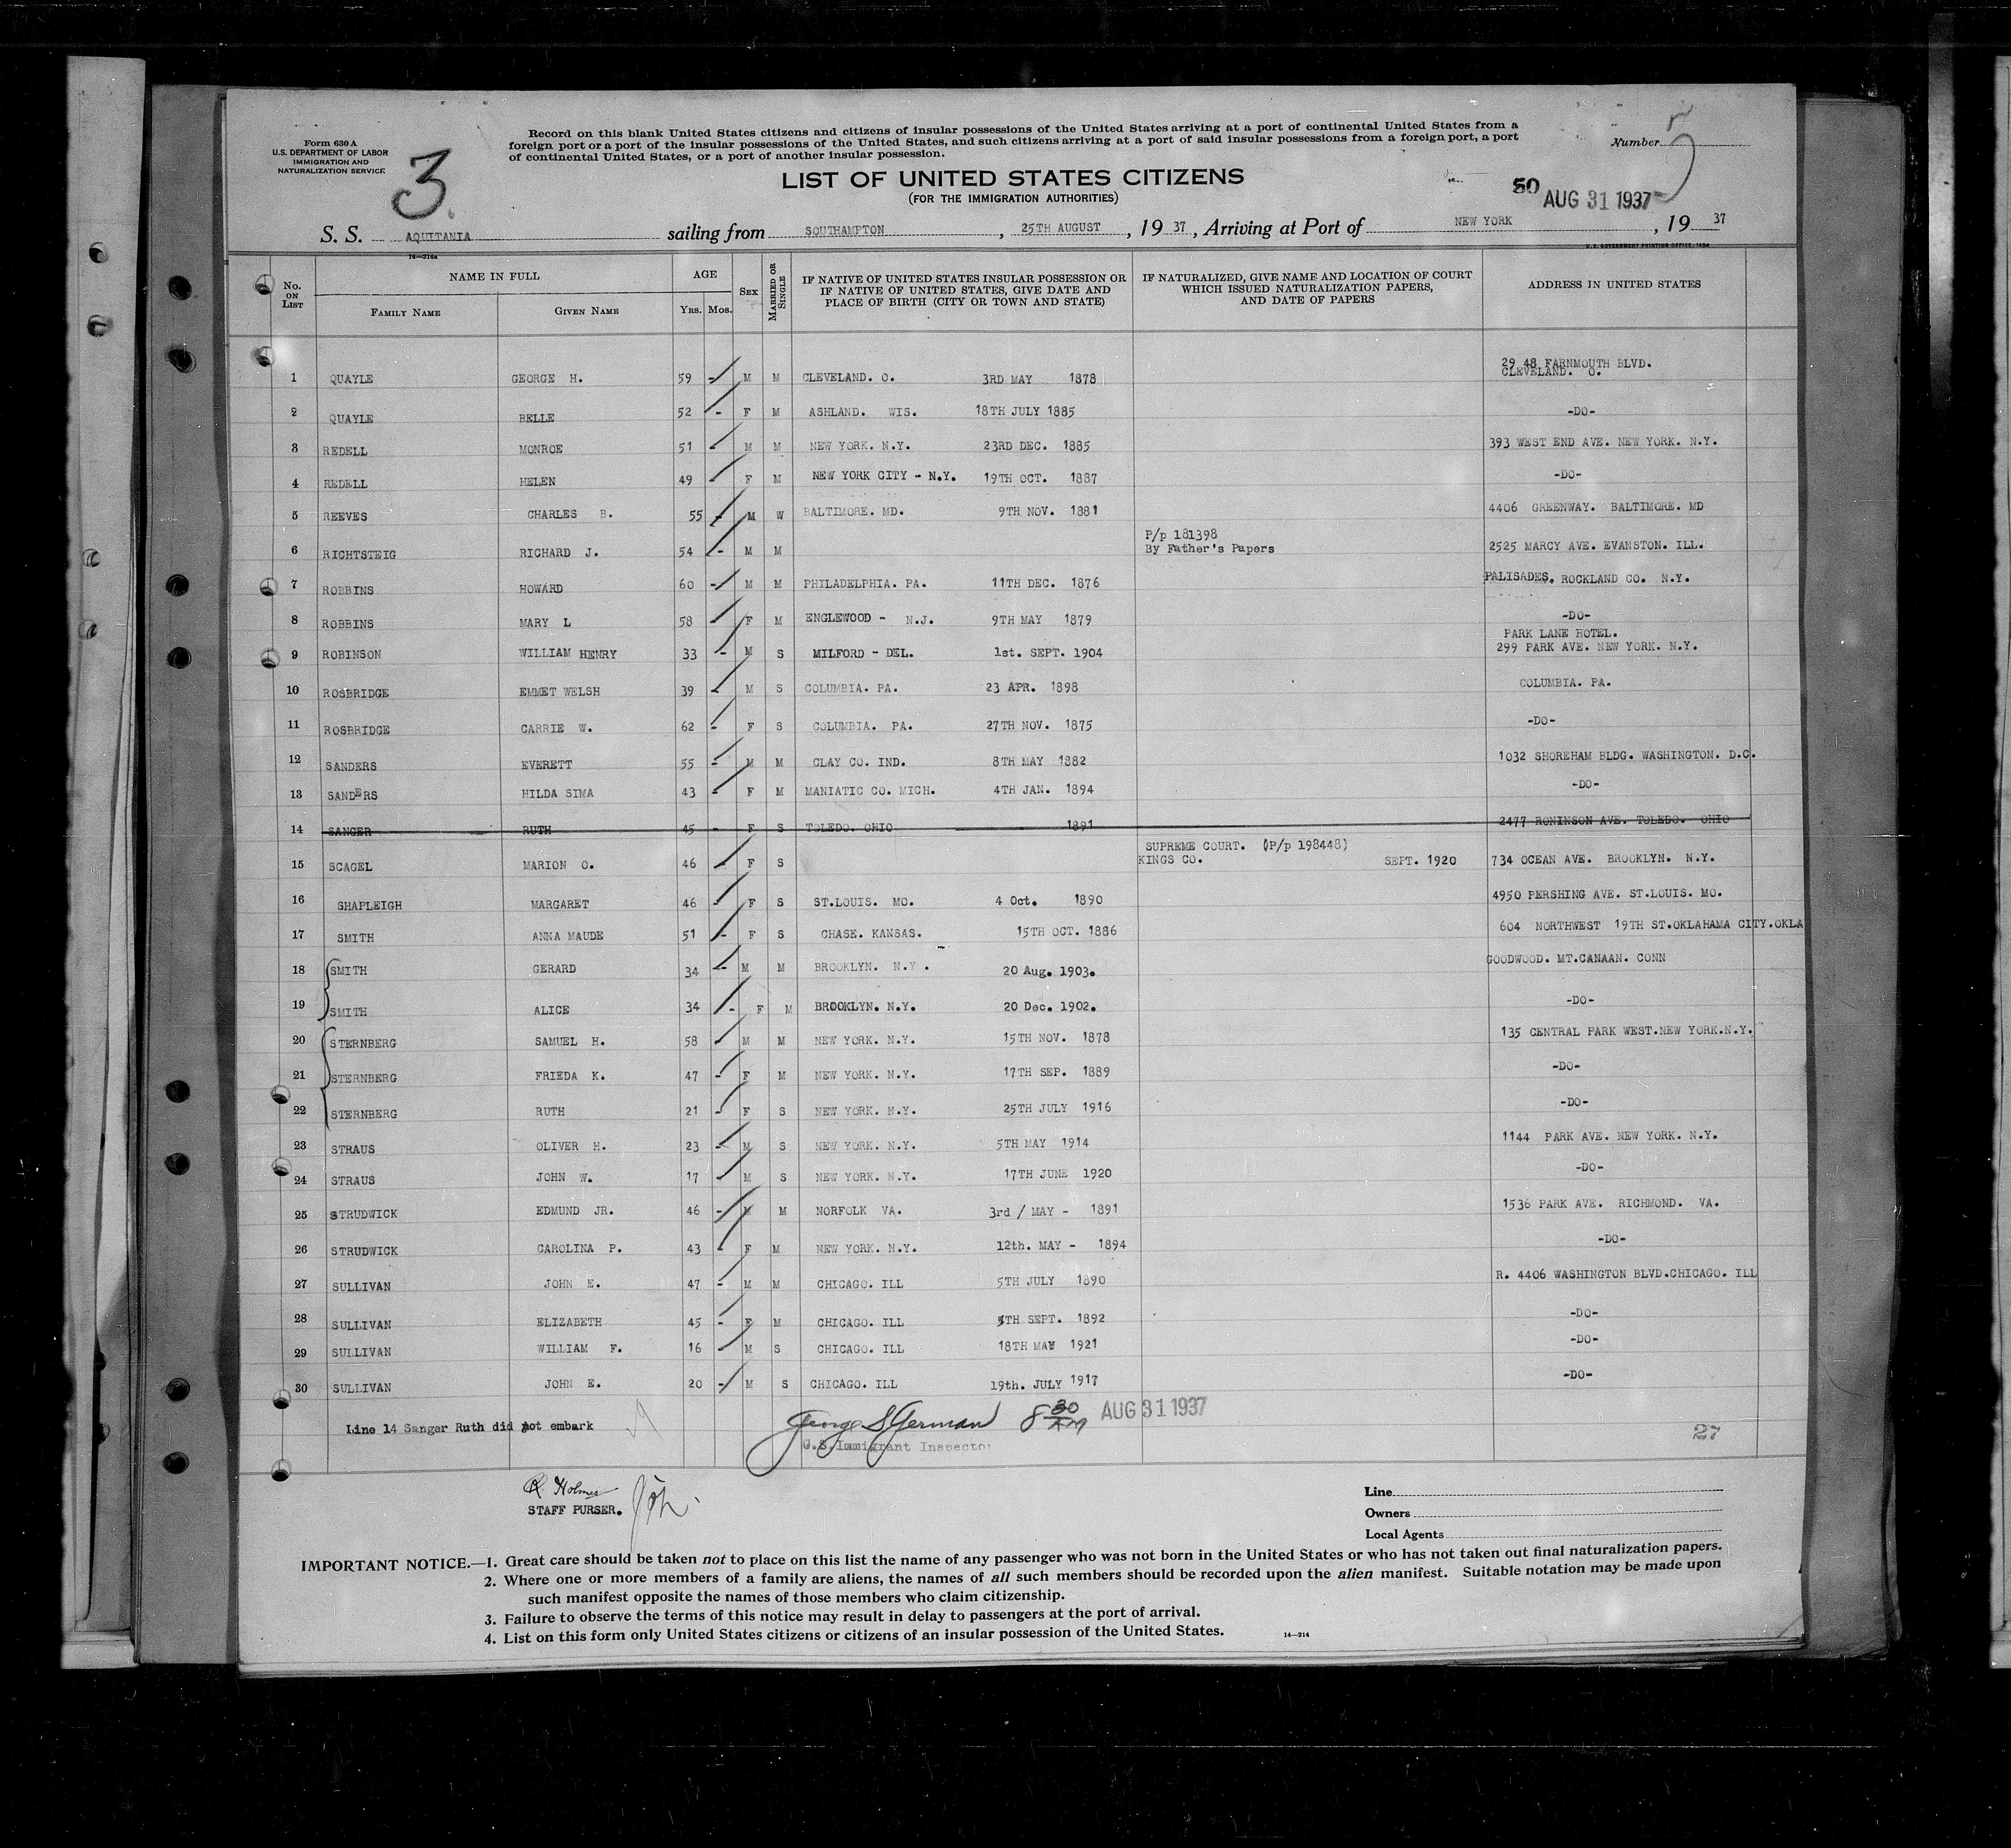 Form 630 A
U.S. DEPARTMENT OF LABOR
IMMIGRATION AND
NATURALIZATION SERVICE
3
Record on this blank United States citizens and citizens of insular possessions of the United States arriving at a port of continental United States from a
foreign port or a port of the insular possessions of the United States, and such citizens arriving at a port of said insular possessions from a foreign port, a port
of continental United States, or a port of another insular possession.
Number
LIST OF UNITED STATES CITIZENS
(FOR THE IMMIGRATION AUTHORITIES)
50 AUG 31 1937
S. S. AQUITANIA sailing from SOUTHAMPTON, 25TH AUGUST, 1937, Arriving at Port of NEW YORK, 1937
14—214a U.S. GOVERNMENT PRINTING OFFICE: 1934
No. ON LIST NAME IN FULL FAMILY NAME GIVEN NAME AGE YRS. MOS. SEX MARRIED OR SINGLE IF NATIVE OF UNITED STATES INSULAR POSSESSION OR IF NATIVE OF UNITED STATES, GIVE DATE AND PLACE OF BIRTH (CITY OR TOWN AND STATE) IF NATURALIZED, GIVE NAME AND LOCATION OF COURT WHICH ISSUED NATURALIZATION PAPERS, AND DATE OF PAPERS ADDRESS IN UNITED STATES
29 48 FARNMOUTH BLVD.
1 QUAYLE GEORGE H. 59 - M M CLEVELAND. O. 3RD MAY 1878 CLEVELAND. O.
2 QUAYLE BELLE 52 - F M ASHLAND. WIS. 18TH JULY 1885 -DO-
3 REDELL MONROE 51 - M M NEW YORK. N.Y. 23RD DEC. 1885 393 WEST END AVE. NEW YORK. N.Y.
4 REDELL HELEN 49 - F M NEW YORK CITY - N.Y. 19TH OCT. 1887 -DO-
5 REEVES CHARLES B. 55 - M W BALTIMORE. MD. 9TH NOV. 1881 4406 GREENWAY. BALTIMORE. MD
P/p 181398
6 RICHTSTEIG RICHARD J. 54 - M M By Father's Papers 2525 MARCY AVE. EVANSTON. ILL.
7 ROBBINS HOWARD 60 - M M PHILADELPHIA. PA. 11TH DEC. 1876 PALISADES. ROCKLAND CO. N.Y.
8 ROBBINS MARY L 58 - F M ENGLEWOOD - N.J. 9TH MAY 1879 -DO-
PARK LANE HOTEL.
9 ROBINSON WILLIAM HENRY 33 - M S MILFORD - DEL. 1st. SEPT. 1904 299 PARK AVE. NEW YORK. N.Y.
10 ROSBRIDGE EMMET WELSH 39 - M S COLUMBIA. PA. 23 APR. 1898 COLUMBIA. PA.
11 ROSBRIDGE CARRIE W. 62 - F S COLUMBIA. PA. 27TH NOV. 1875 -DO-
12 SANDERS EVERETT 55 - M M CLAY CO. IND. 8TH MAY 1882 1032 SHOREHAM BLDG. WASHINGTON. D.C.
13 SANDERS HILDA SIMA 43 - F M MANIATIC CO. MICH. 4TH JAN. 1894 -DO-
14 SANGER RUTH 45 - F S TOLEDO. OHIO 1891 2477 RONINSON AVE. TOLEDO. OHIO
SUPREME COURT. (P/p 198448)
15 SCAGEL MARION O. 46 - F S KINGS CO. SEPT. 1920 734 OCEAN AVE. BROOKLYN. N.Y.
16 SHAPLEIGH MARGARET 46 - F S ST.LOUIS. MO. 4 Oct. 1890 4950 PERSHING AVE. ST.LOUIS. MO.
17 SMITH ANNA MAUDE 51 - F S CHASE. KANSAS. 15TH OCT. 1886 604 NORTHWEST 19TH ST.OKLAHOMA CITY.OKLA
18 SMITH GERARD 34 - M M BROOKLYN. N.Y. 20 Aug. 1903. GOODWOOD. MT.CANAAN. CONN
19 SMITH ALICE 34 - F M BROOKLYN. N.Y. 20 Dec. 1902. -DO-
20 STERNBERG SAMUEL H. 58 - M M NEW YORK. N.Y. 15TH NOV. 1878 135 CENTRAL PARK WEST.NEW YORK.N.Y.
21 STERNBERG FRIEDA K. 47 - F M NEW YORK. N.Y. 17TH SEP. 1889 -DO-
22 STERNBERG RUTH 21 - F S NEW YORK. N.Y. 25TH JULY 1916 -DO-
23 STRAUS OLIVER H. 23 - M S NEW YORK. N.Y. 5TH MAY 1914 1144 PARK AVE. NEW YORK. N.Y.
24 STRAUS JOHN W. 17 - M S NEW YORK. N.Y. 17TH JUNE 1920 -DO-
25 STRUDWICK EDMUND JR. 46 - M M NORFOLK VA. 3rd / MAY - 1891 1536 PARK AVE. RICHMOND. VA.
26 STRUDWICK CAROLINA P. 43 - F M NEW YORK. N.Y. 12th. MAY - 1894 -DO-
27 SULLIVAN JOHN E. 47 - M M CHICAGO. ILL 5TH JULY 1890 R. 4406 WASHINGTON BLVD.CHICAGO. ILL
28 SULLIVAN ELIZABETH 45 - F M CHICAGO. ILL 5TH SEPT. 1892 -DO-
29 SULLIVAN WILLIAM F. 16 - M S CHICAGO. ILL 18TH MAY 1921 -DO-
30 SULLIVAN JOHN E. 20 - M S CHICAGO. ILL 19th. JULY 1917 -DO-
Line 14 Sanger Ruth did not embark George S German 8 30 AM AUG 31 1937 27
U.S. Immigrant Inspector
R Holmes
STAFF PURSER.
Line
Owners
Local Agents
IMPORTANT NOTICE.—1. Great care should be taken not to place on this list the name of any passenger who was not born in the United States or who has not taken out final naturalization papers.
2. Where one or more members of a family are aliens, the names of all such members should be recorded upon the alien manifest. Suitable notation may be made upon
such manifest opposite the names of those members who claim citizenship.
3. Failure to observe the terms of this notice may result in delay to passengers at the port of arrival.
4. List on this form only United States citizens or citizens of an insular possession of the United States. 14—214